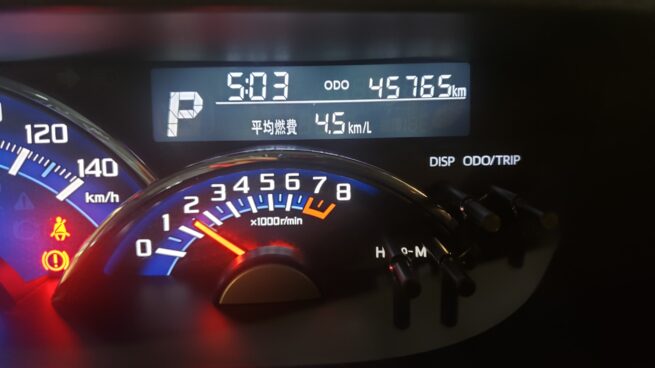 5:03 ODO 45765km
P
平均燃費 4.5km/L
DISP ODO/TRIP
120
140
km/h
0 1 2 3 4 5 6 7 8
×1000r/min
-M